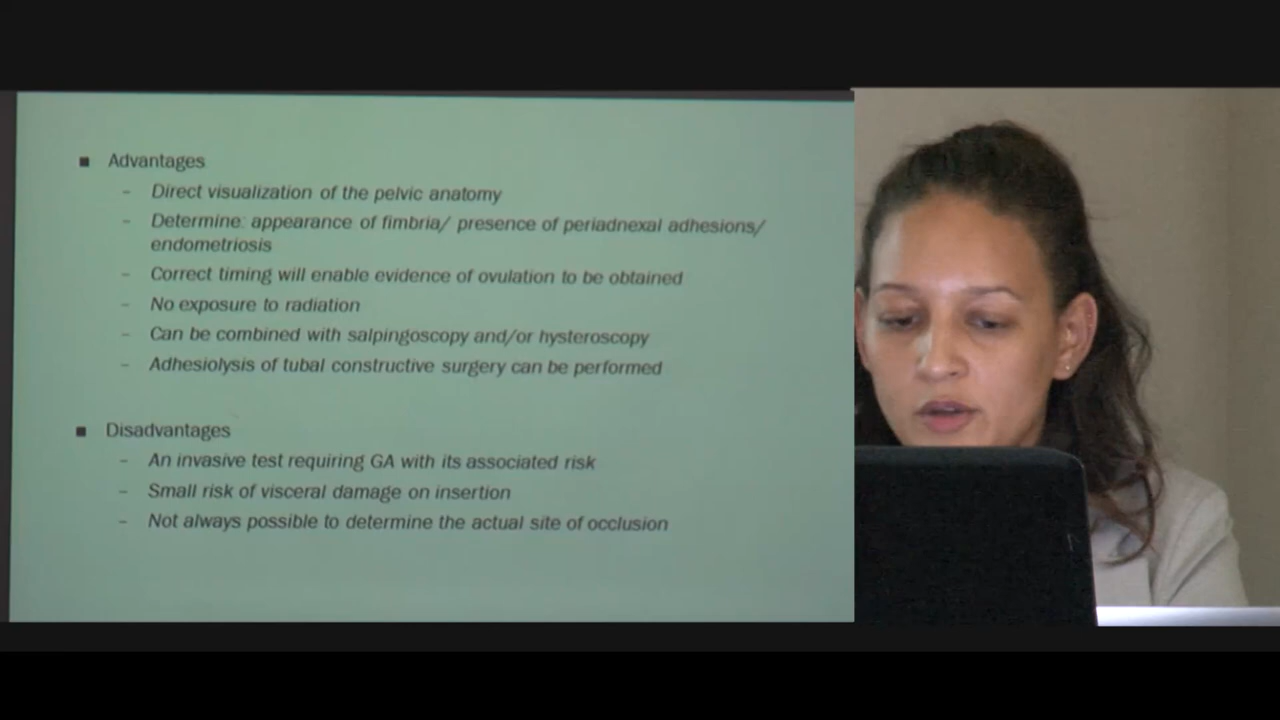 ■ Advantages
– Direct visualization of the pelvic anatomy
– Determine: appearance of fimbria/ presence of periadnexal adhesions/
endometriosis
– Correct timing will enable evidence of ovulation to be obtained
– No exposure to radiation
– Can be combined with salpingoscopy and/or hysteroscopy
– Adhesiolysis of tubal constructive surgery can be performed
■ Disadvantages
– An invasive test requiring GA with its associated risk
– Small risk of visceral damage on insertion
– Not always possible to determine the actual site of occlusion